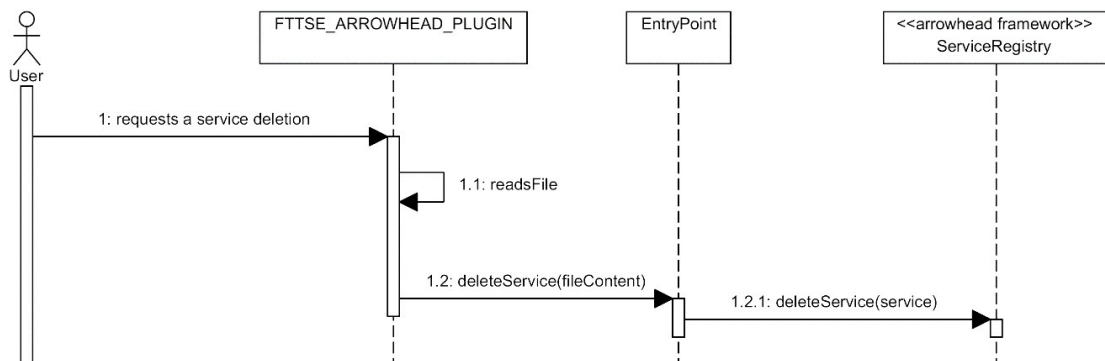 FTTSE_ARROWHEAD_PLUGIN
EntryPoint
<<arrowhead framework>>
ServiceRegistry
User
1: requests a service deletion
1.1: readsFile
1.2: deleteService(fileContent)
1.2.1: deleteService(service)